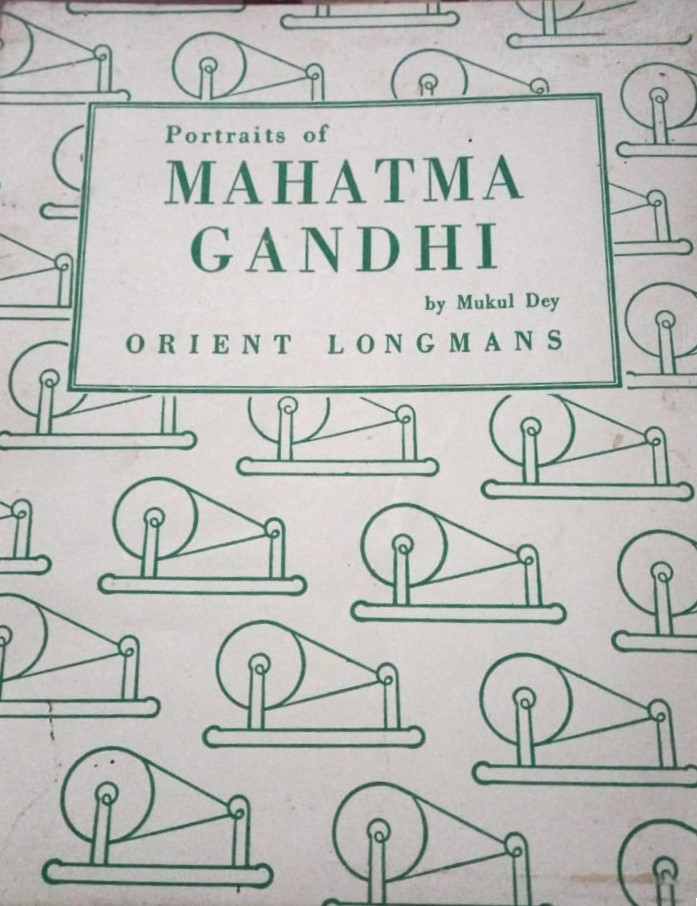 Portraits of
MAHATMA
GANDHI
by Mukul Dey
ORIENT LONGMANS